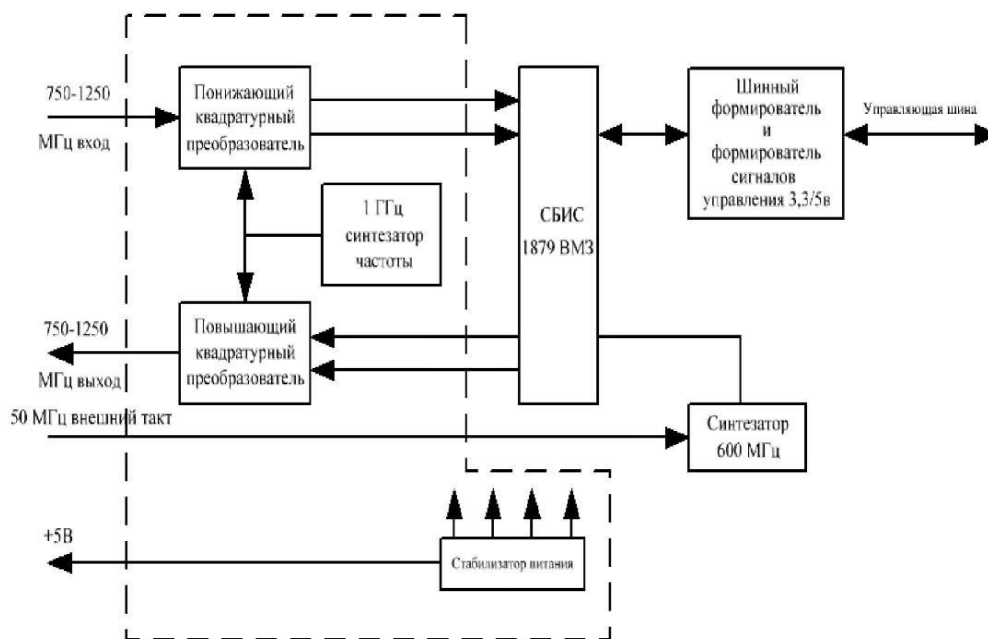 750-1250
МГц вход
Понижающий
квадратурный
преобразователь
СБИС
1879 ВМ3
Шинный
формирователь
и
формирователь
сигналов
управления 3,3/5в
Управляющая шина
1 ГГц
синтезатор
частоты
750-1250
МГц выход
Повышающий
квадратурный
преобразователь
50 МГц внешний такт
Синтезатор
600 МГц
+5В
Стабилизатор питания